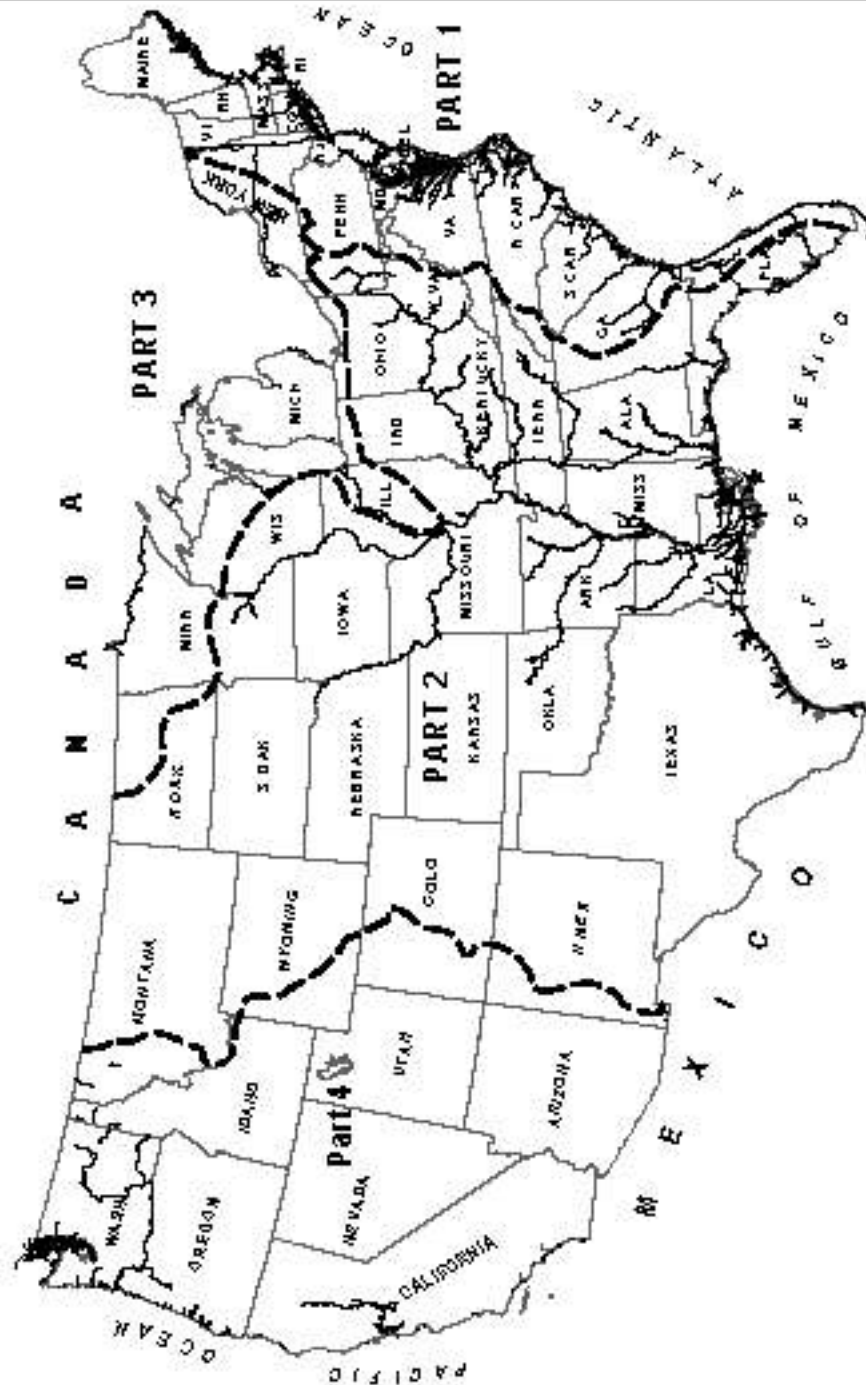 CANADA
PART 3
WASH
MONTANA
N DAK
MINN
MICH
MAINE
VT
NH
NEW YORK
MASS
RI
OREGON
IDAHO
WYOMING
S DAK
WIS
PENN
NJ
OCEAN
PART 1
PACIFIC
OCEAN
NEVADA
Part 4
UTAH
COLO
NEBRASKA
IOWA
ILL
IND
OHIO
W VA
MD
DEL
VA
CALIFORNIA
PART 2
KANSAS
MISSOURI
KENTUCKY
ARIZONA
N MEX
OKLA
ARK
TENN
N CAR
S CAR
ATLANTIC
TEXAS
LA
MISS
ALA
G
FLA
MEXICO
GULF OF MEXICO